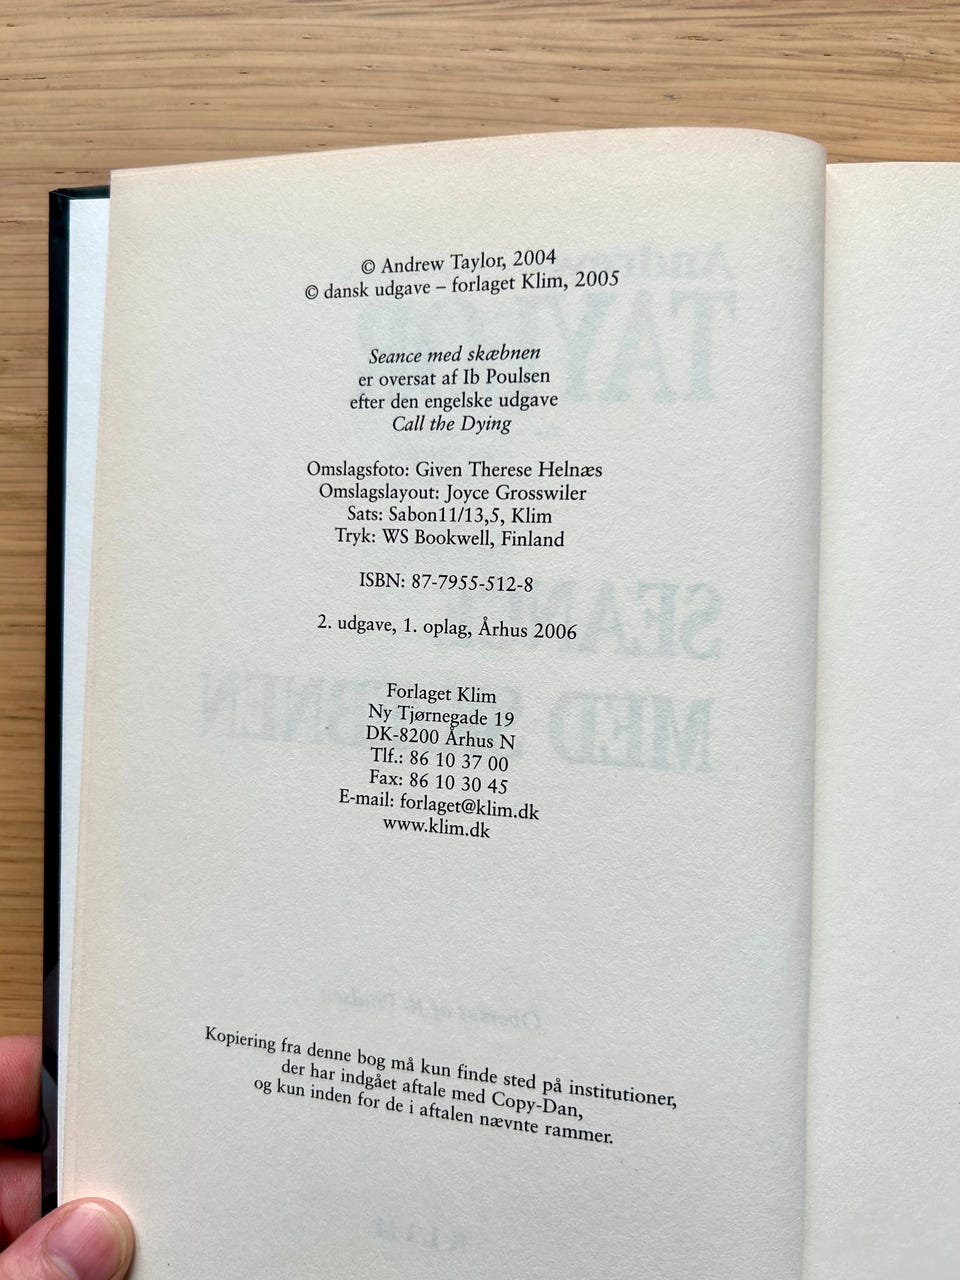 © Andrew Taylor, 2004
© dansk udgave – forlaget Klim, 2005
Seance med skæbnen
er oversat af Ib Poulsen
efter den engelske udgave
Call the Dying
Omslagsfoto: Given Therese Helnæs
Omslagslayout: Joyce Grosswiler
Sats: Sabon11/13,5, Klim
Tryk: WS Bookwell, Finland
ISBN: 87-7955-512-8
2. udgave, 1. oplag, Århus 2006
Forlaget Klim
Ny Tjørnegade 19
DK-8200 Århus N
Tlf.: 86 10 37 00
Fax: 86 10 30 45
E-mail: forlaget@klim.dk
www.klim.dk
Kopiering fra denne bog må kun finde sted på institutioner,
der har indgået aftale med Copy-Dan,
og kun inden for de i aftalen nævnte rammer.